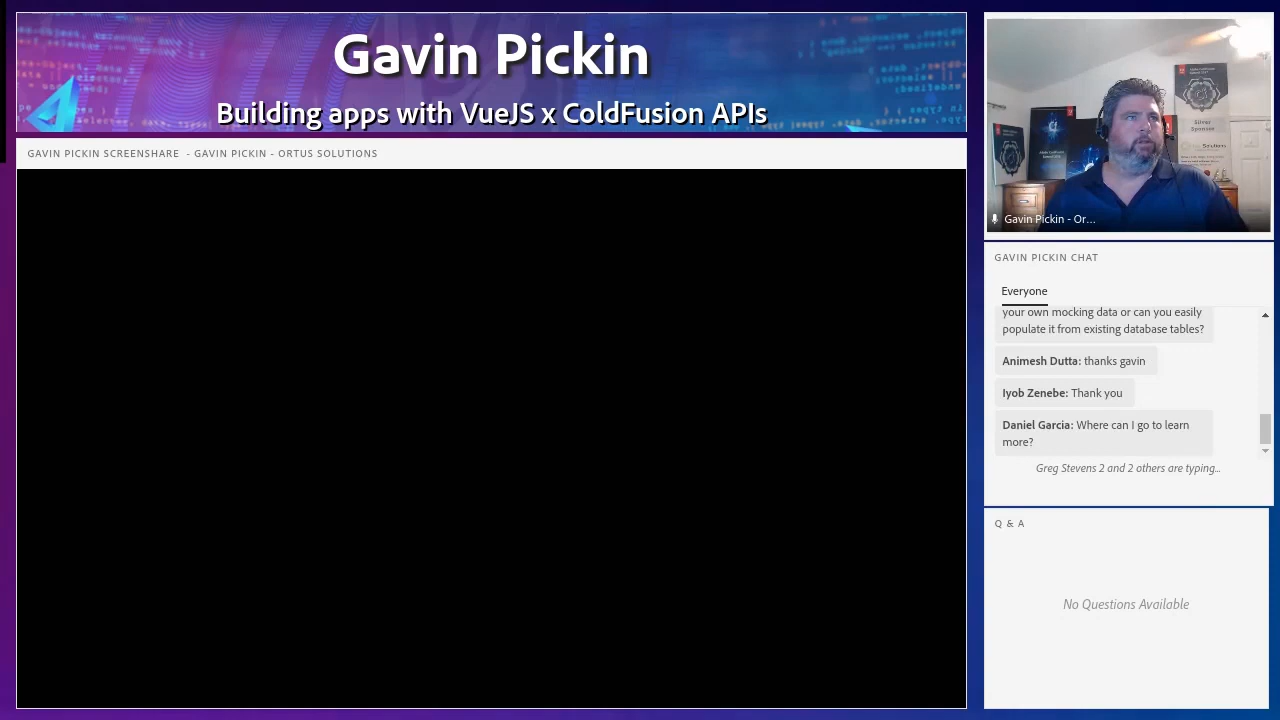 Gavin Pickin
Building apps with VueJS x ColdFusion APIs
GAVIN PICKIN SCREENSHARE - GAVIN PICKIN - ORTUS SOLUTIONS
Silver
Sponsor
Solutions
Gavin Pickin - Or...
GAVIN PICKIN CHAT
Everyone
your own mocking data or can you easily
populate it from existing database tables?
Animesh Dutta: thanks gavin
Iyob Zenebe: Thank you
Daniel Garcia: Where can I go to learn
more?
Greg Stevens 2 and 2 others are typing...
Q & A
No Questions Available